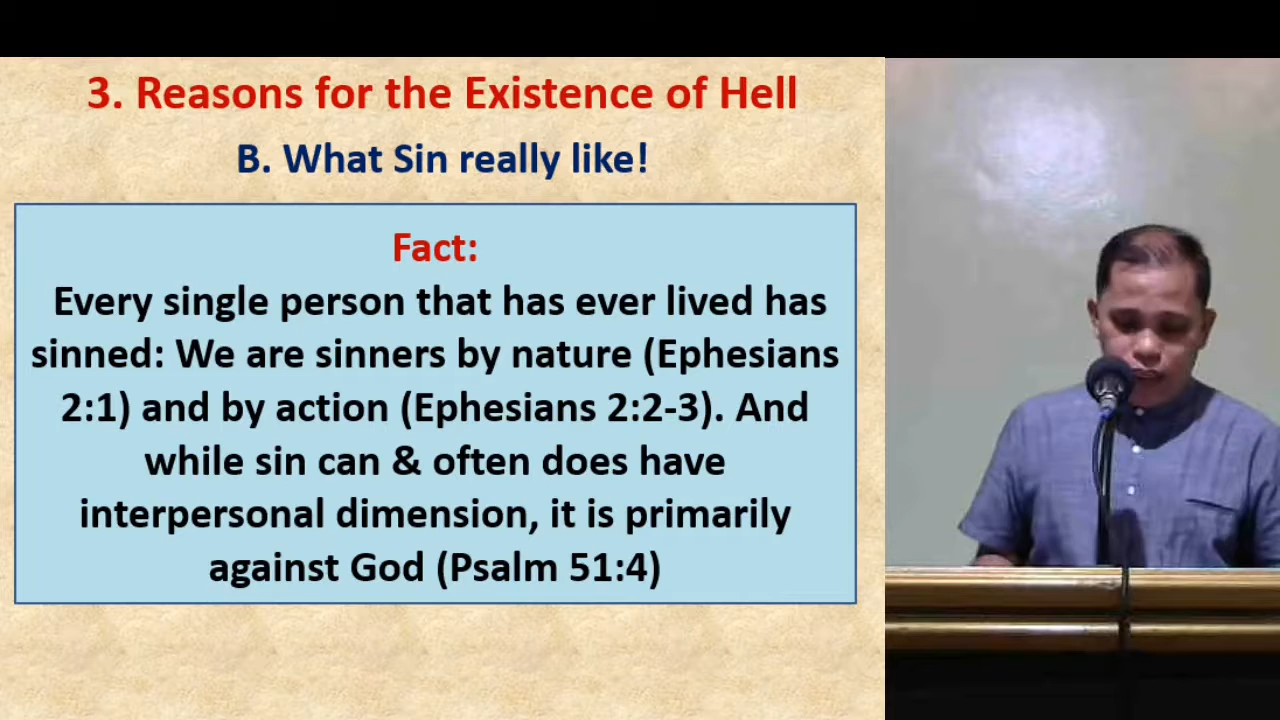 3. Reasons for the Existence of Hell
B. What Sin really like!
Fact:
Every single person that has ever lived has
sinned: We are sinners by nature (Ephesians
2:1) and by action (Ephesians 2:2-3). And
while sin can & often does have
interpersonal dimension, it is primarily
against God (Psalm 51:4)